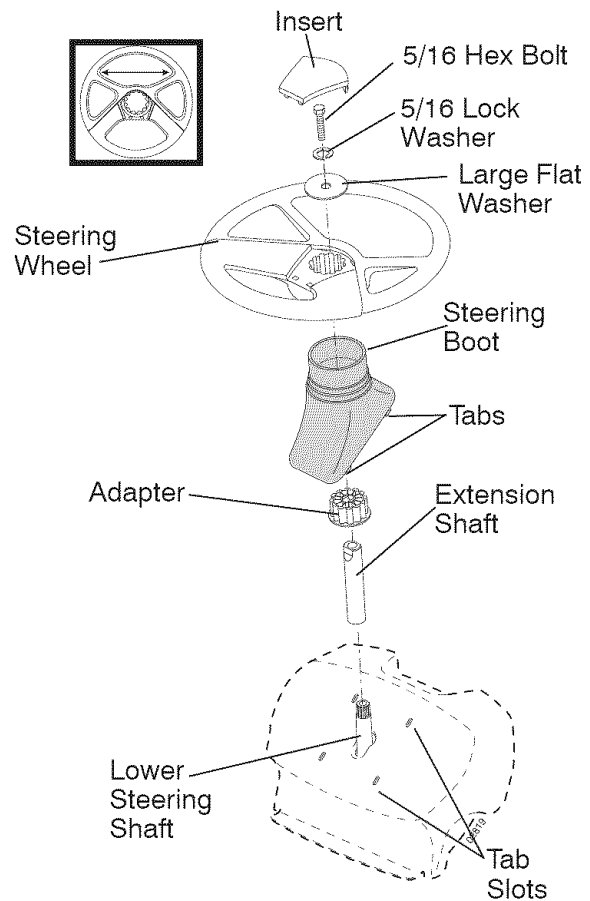 Insert
5/16 Hex Bolt
5/16 Lock
Washer
Large Flat
Washer
Steering
Wheel
Steering
Boot
Tabs
Adapter
Extension
Shaft
Lower
Steering
Shaft
Tab
Slots